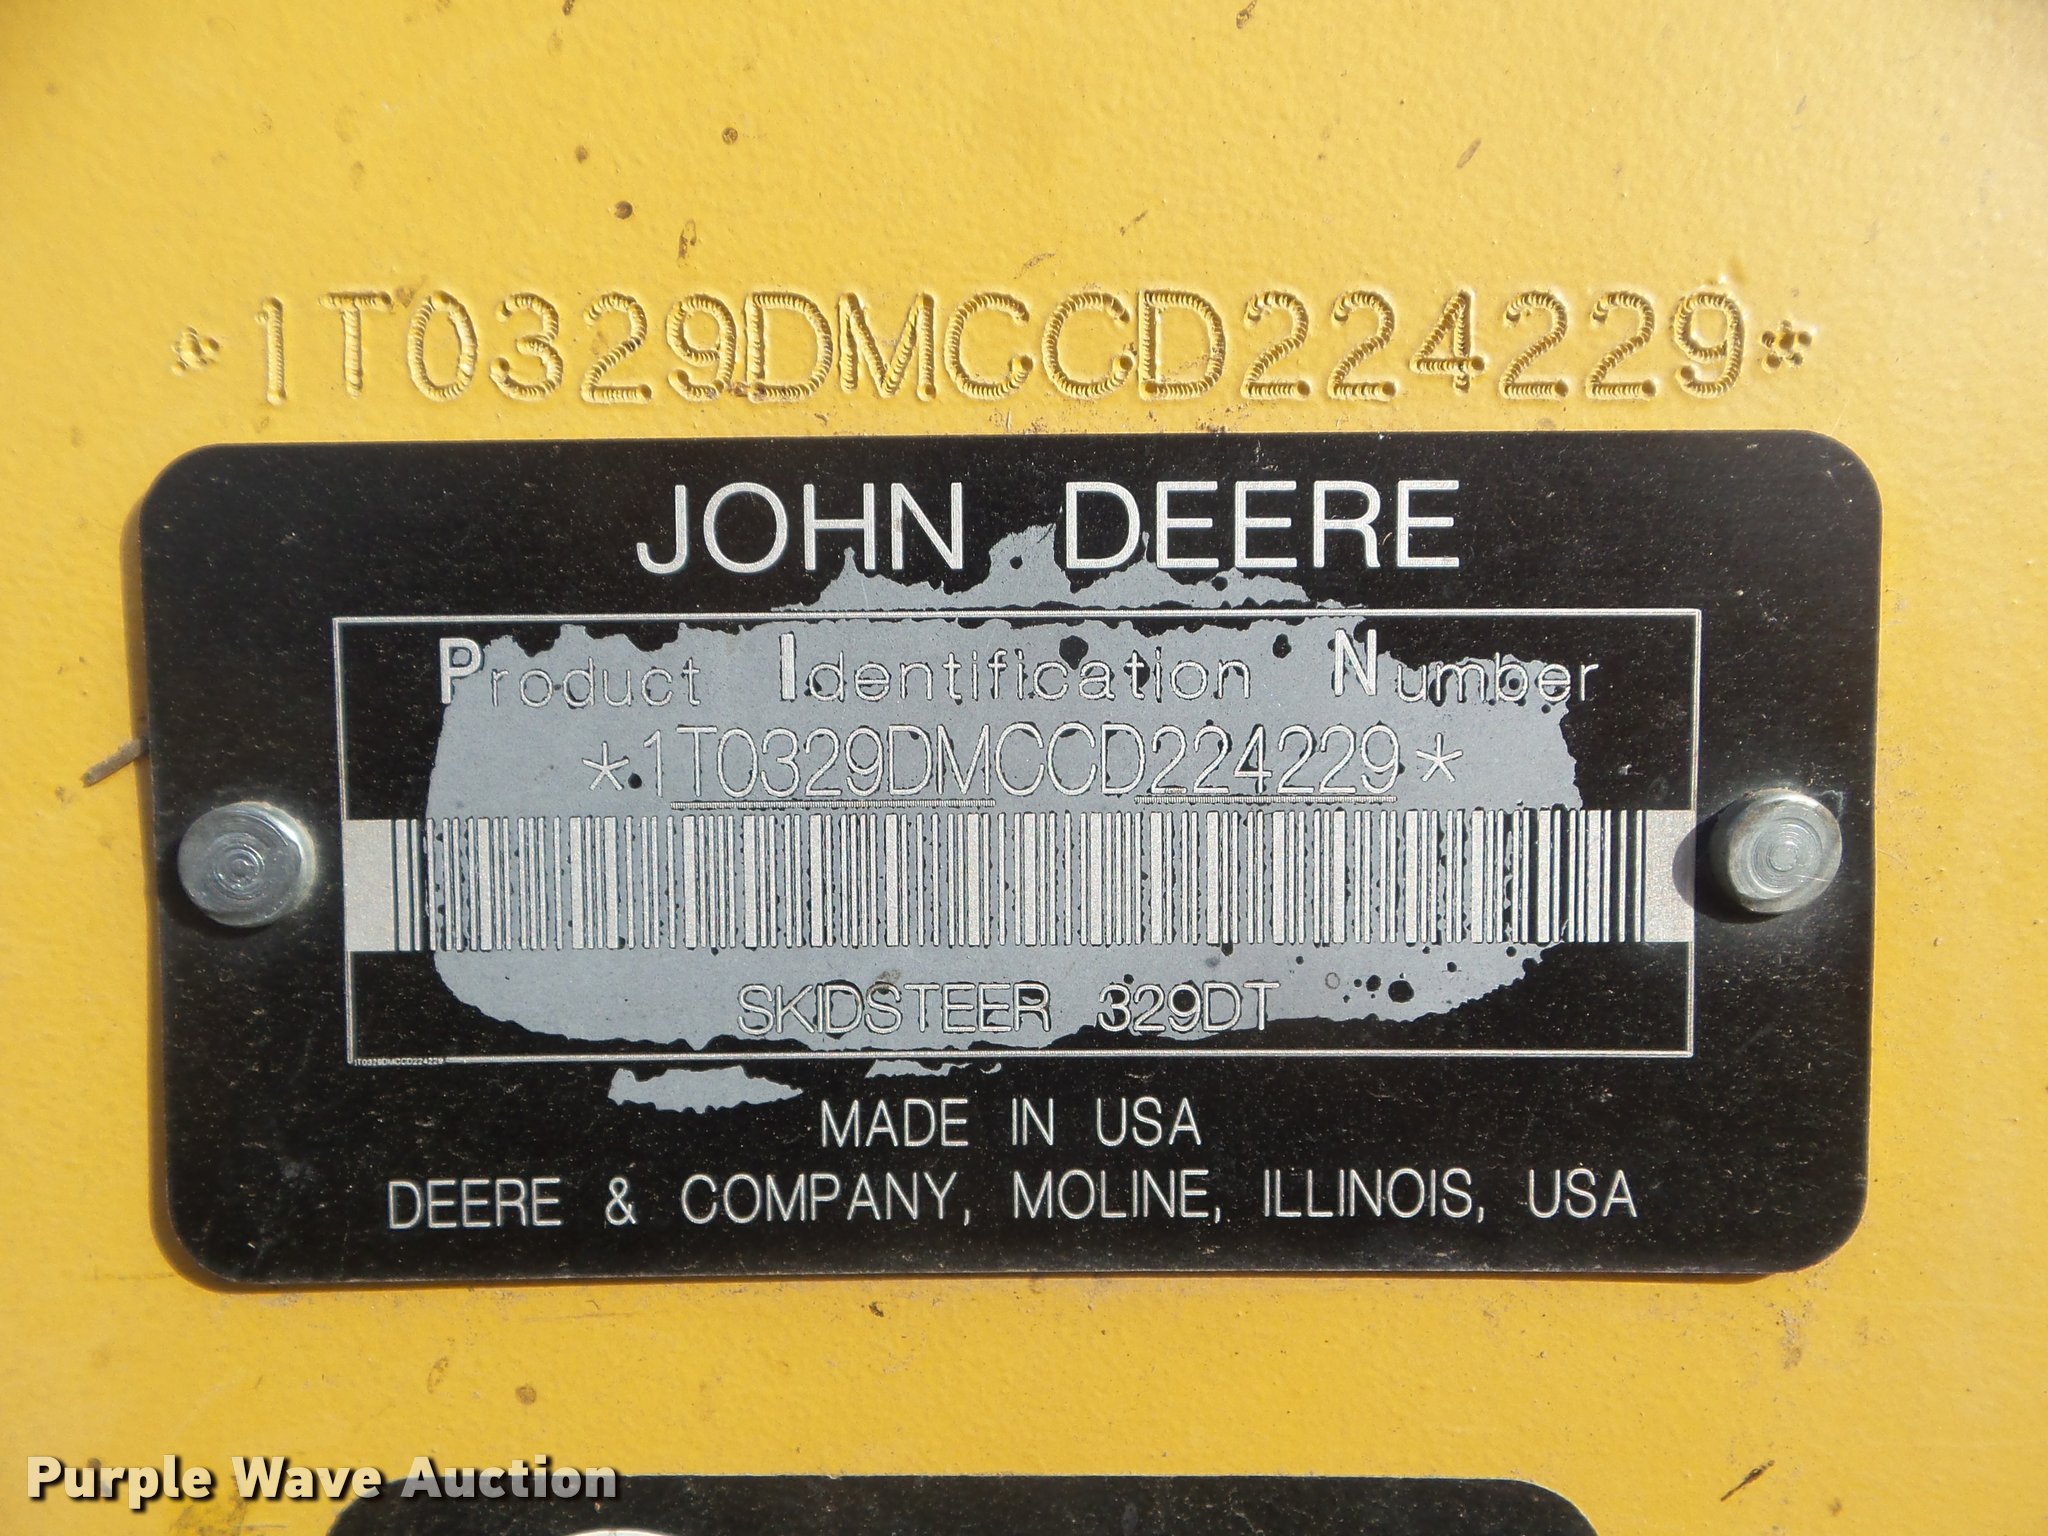 *1T0329DMCCD224229*
JOHN DEERE
Product Identification Number
*1T0329DMCCD224229*
SKIDSTEER 329DT
1T0329DMCCD224229
MADE IN USA
DEERE & COMPANY, MOLINE, ILLINOIS, USA
Purple Wave Auction